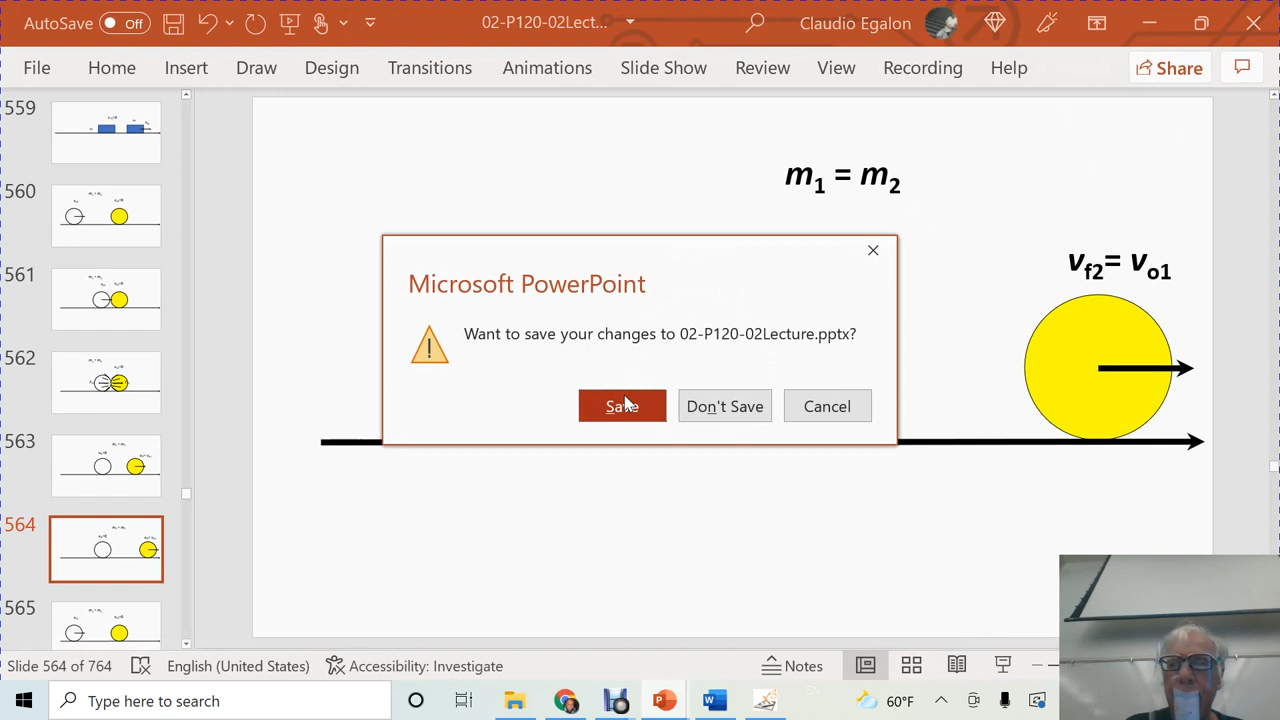 AutoSave Off 02-P120-02Lect... Claudio Egalon
File Home Insert Draw Design Transitions Animations Slide Show Review View Recording Help Share
559
560
561
562
563
564
565
m1 = m2
vf2= vo1
Microsoft PowerPoint
Want to save your changes to 02-P120-02Lecture.pptx?
Save Don't Save Cancel
Slide 564 of 764 English (United States) Accessibility: Investigate Notes
Type here to search 60°F